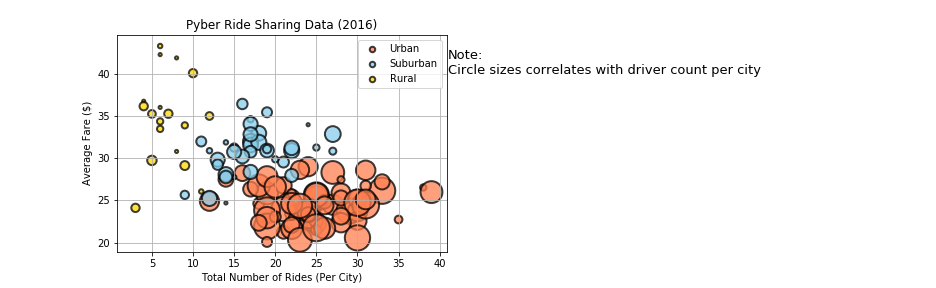 Pyber Ride Sharing Data (2016)
Urban
Suburban
Rural
Note:
Circle sizes correlates with driver count per city
Average Fare ($)
40
35
30
25
20
5 10 15 20 25 30 35 40
Total Number of Rides (Per City)